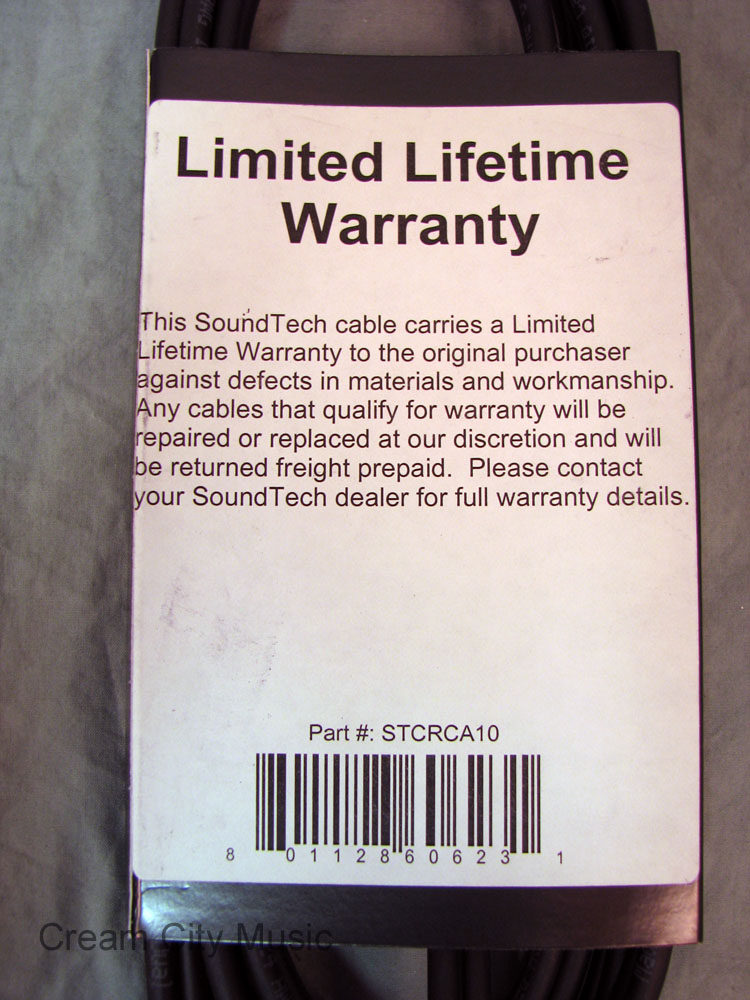 Limited Lifetime
Warranty
This SoundTech cable carries a Limited
Lifetime Warranty to the original purchaser
against defects in materials and workmanship.
Any cables that qualify for warranty will be
repaired or replaced at our discretion and will
be returned freight prepaid.  Please contact
your SoundTech dealer for full warranty details.
Part #: STCRCA10
8 01128 60623 1
Cream City Music